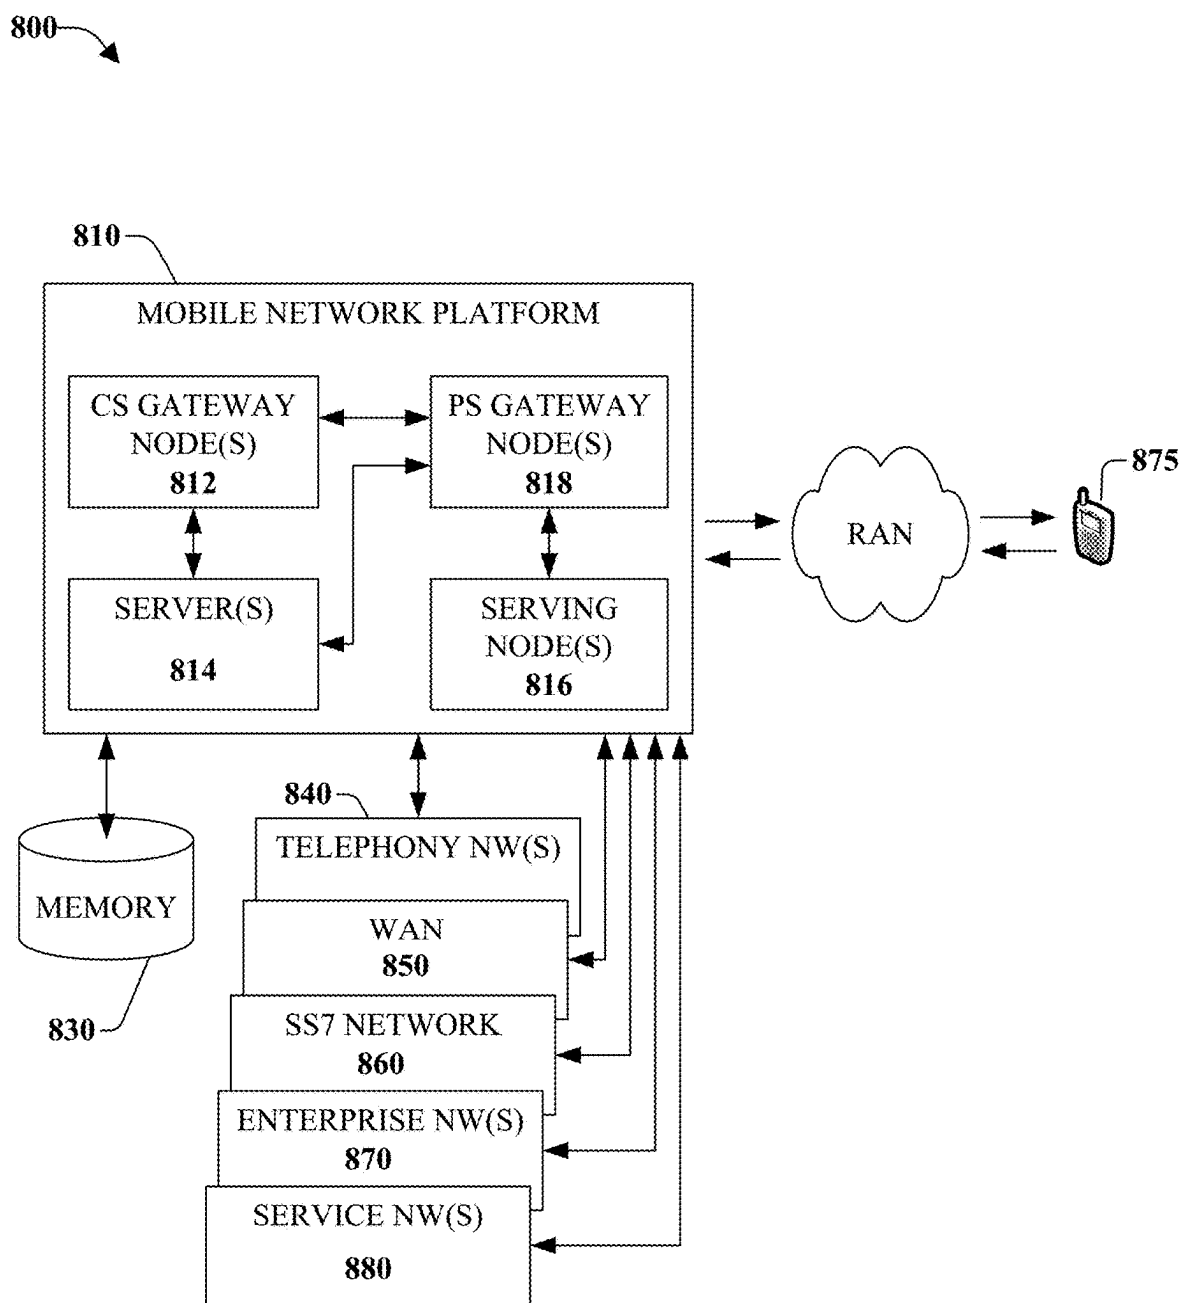 800
810
MOBILE NETWORK PLATFORM
CS GATEWAY
NODE(S)
812
PS GATEWAY
NODE(S)
818
SERVER(S)
814
SERVING
NODE(S)
816
RAN
875
MEMORY
830
840
TELEPHONY NW(S)
WAN
850
SS7 NETWORK
860
ENTERPRISE NW(S)
870
SERVICE NW(S)
880